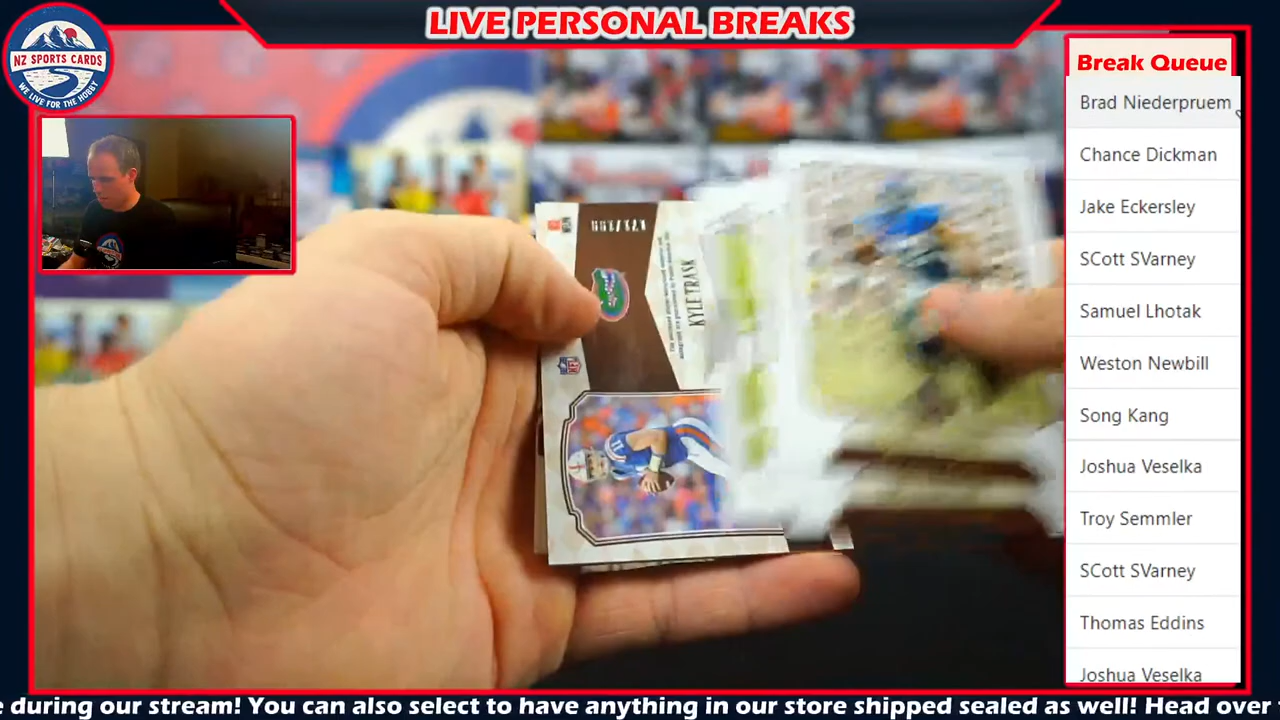 LIVE PERSONAL BREAKS
NZ SPORTS CARDS
WE LIVE FOR THE HOBBY
Break Queue
Brad Niederpruem
Chance Dickman
Jake Eckersley
SCott SVarney
Samuel Lhotak
Weston Newbill
Song Kang
Joshua Veselka
Troy Semmler
SCott SVarney
Thomas Eddins
Joshua Veselka
KYLE TRASK
NFL
e during our stream! You can also select to have anything in our store shipped sealed as well! Head over